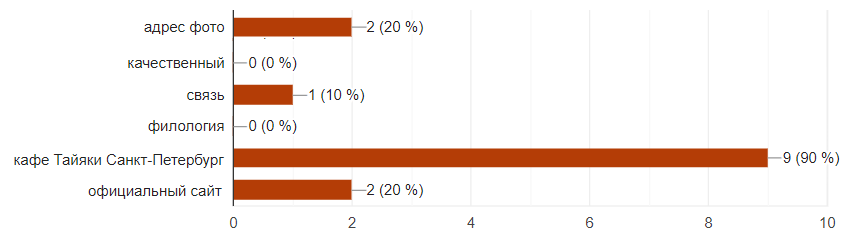 адрес фото 2 (20 %)
качественный 0 (0 %)
связь 1 (10 %)
филология 0 (0 %)
кафе Тайяки Санкт-Петербург 9 (90 %)
официальный сайт 2 (20 %)
0 2 4 6 8 10